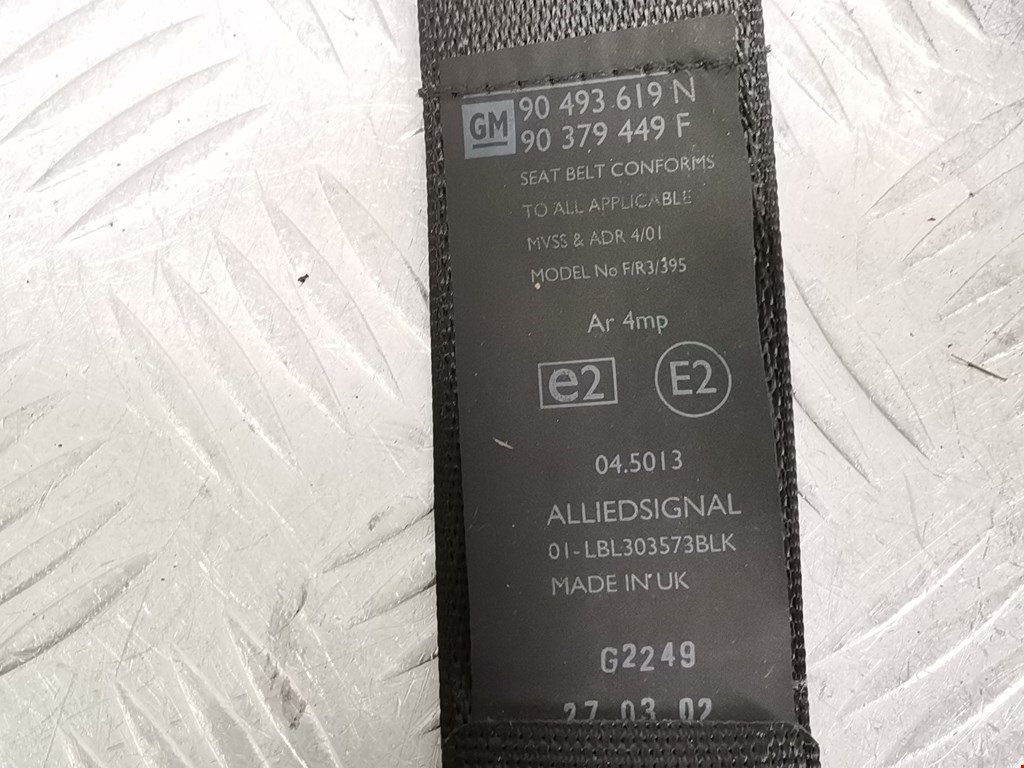 GM
90 493 619 N
90 379 449 F
SEAT BELT CONFORMS
TO ALL APPLICABLE
MVSS & ADR 4/01
MODEL No F/R3/395
Ar 4mp
e2 E2
04.5013
ALLIEDSIGNAL
01-LBL303573BLK
MADE IN UK
G2249
27 03 02